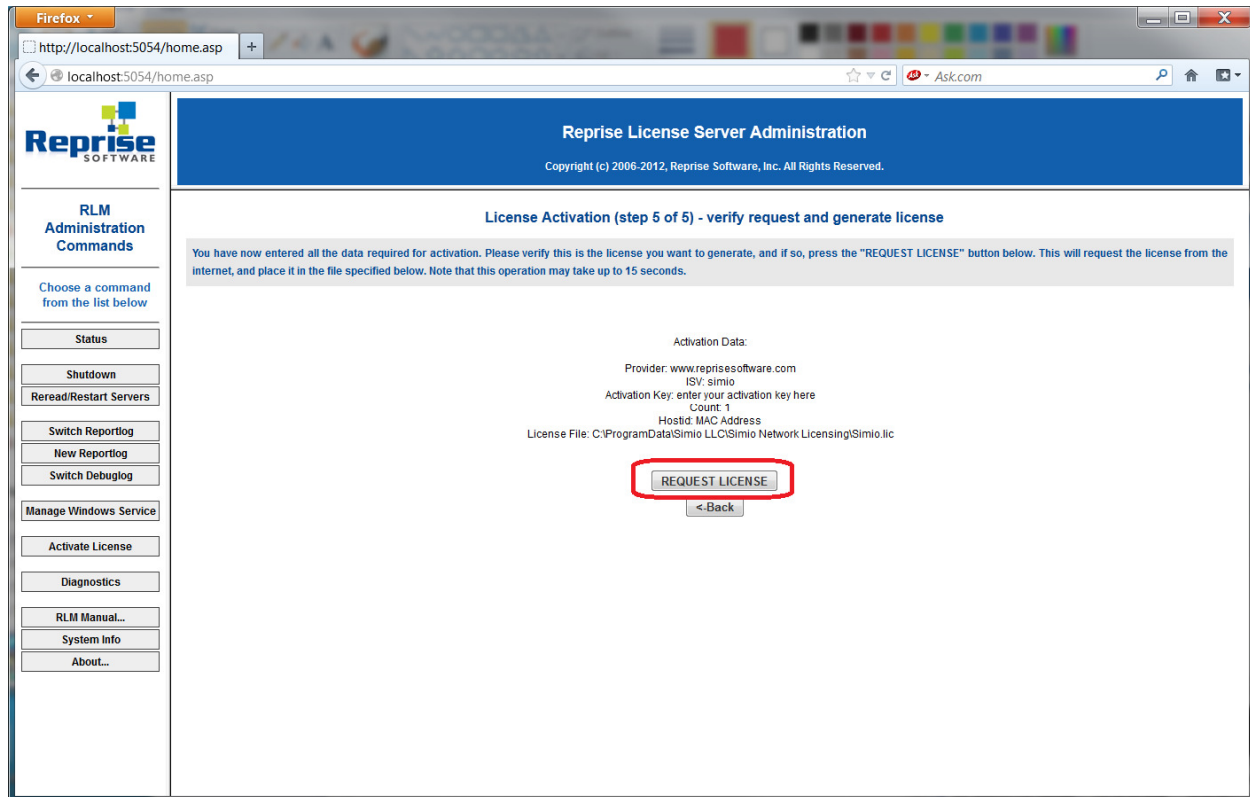 Firefox
http://localhost:5054/home.asp
+
localhost:5054/home.asp
Ask.com
Reprise
SOFTWARE
Reprise License Server Administration
Copyright (c) 2006-2012, Reprise Software, Inc. All Rights Reserved.
RLM
Administration
Commands
Choose a command
from the list below
Status
Shutdown
Reread/Restart Servers
Switch Reportlog
New Reportlog
Switch Debuglog
Manage Windows Service
Activate License
Diagnostics
RLM Manual...
System Info
About...
License Activation (step 5 of 5) - verify request and generate license
You have now entered all the data required for activation. Please verify this is the license you want to generate, and if so, press the "REQUEST LICENSE" button below. This will request the license from the
internet, and place it in the file specified below. Note that this operation may take up to 15 seconds.
Activation Data:
Provider: www.reprisesoftware.com
ISV: simio
Activation Key: enter your activation key here
Count: 1
Hostid: MAC Address
License File: C:\ProgramData\Simio LLC\Simio Network Licensing\Simio.lic
REQUEST LICENSE
<-Back